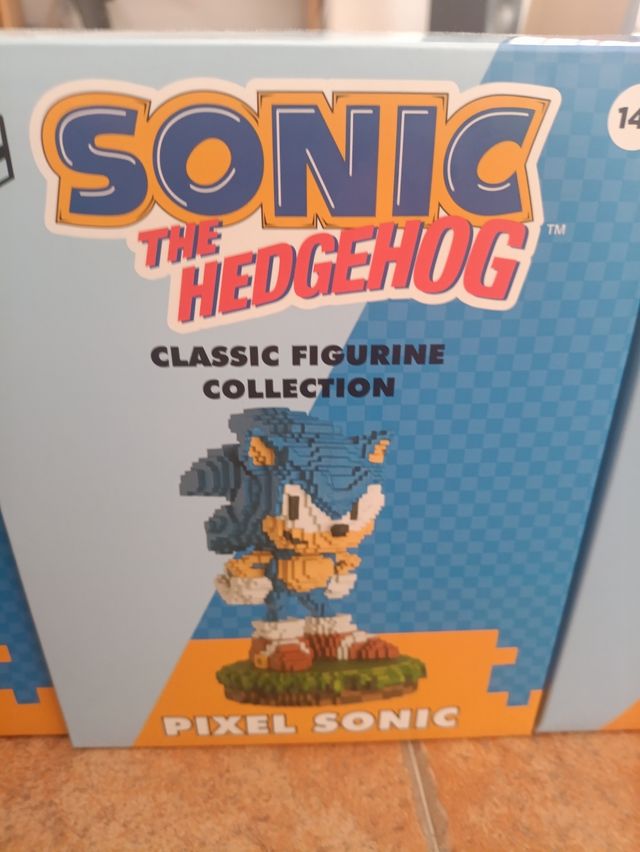 14
SONIC
THE
HEDGEHOG
TM
CLASSIC FIGURINE
COLLECTION
PIXEL SONIC